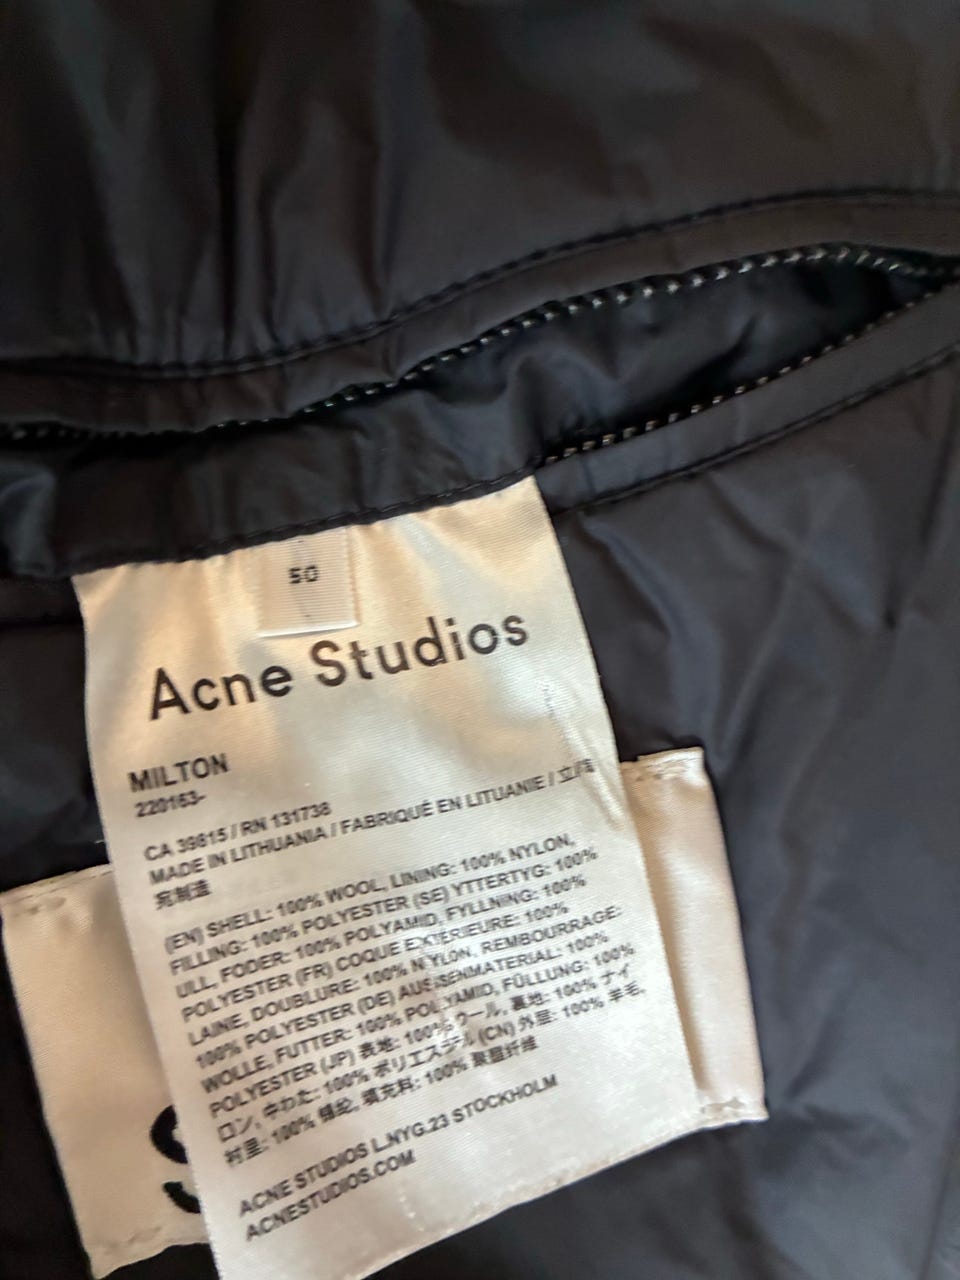 50
Acne Studios
MILTON
220163-
CA 39815 / RN 131738
MADE IN LITHUANIA / FABRIQUÉ EN LITUANIE / 立陶
宛制造
(EN) SHELL: 100% WOOL, LINING: 100% NYLON,
FILLING: 100% POLYESTER (SE) YTTERTYG: 100%
ULL, FODER: 100% POLYAMID, FYLLNING: 100%
POLYESTER (FR) COQUE EXTÉRIEURE: 100%
LAINE, DOUBLURE: 100% NYLON, REMBOURRAGE:
100% POLYESTER (DE) AUSSENMATERIAL: 100%
WOLLE, FUTTER: 100% POLYAMID, FÜLLUNG: 100%
POLYESTER (JP) 表地: 100% ウール, 裏地: 100% ナイ
ロン, 中わた: 100% ポリエステル (CN) 外层: 100% 羊毛,
衬里: 100% 锦纶, 填充料: 100% 聚酯纤维
ACNE STUDIOS L.NYG.23 STOCKHOLM
ACNESTUDIOS.COM
S